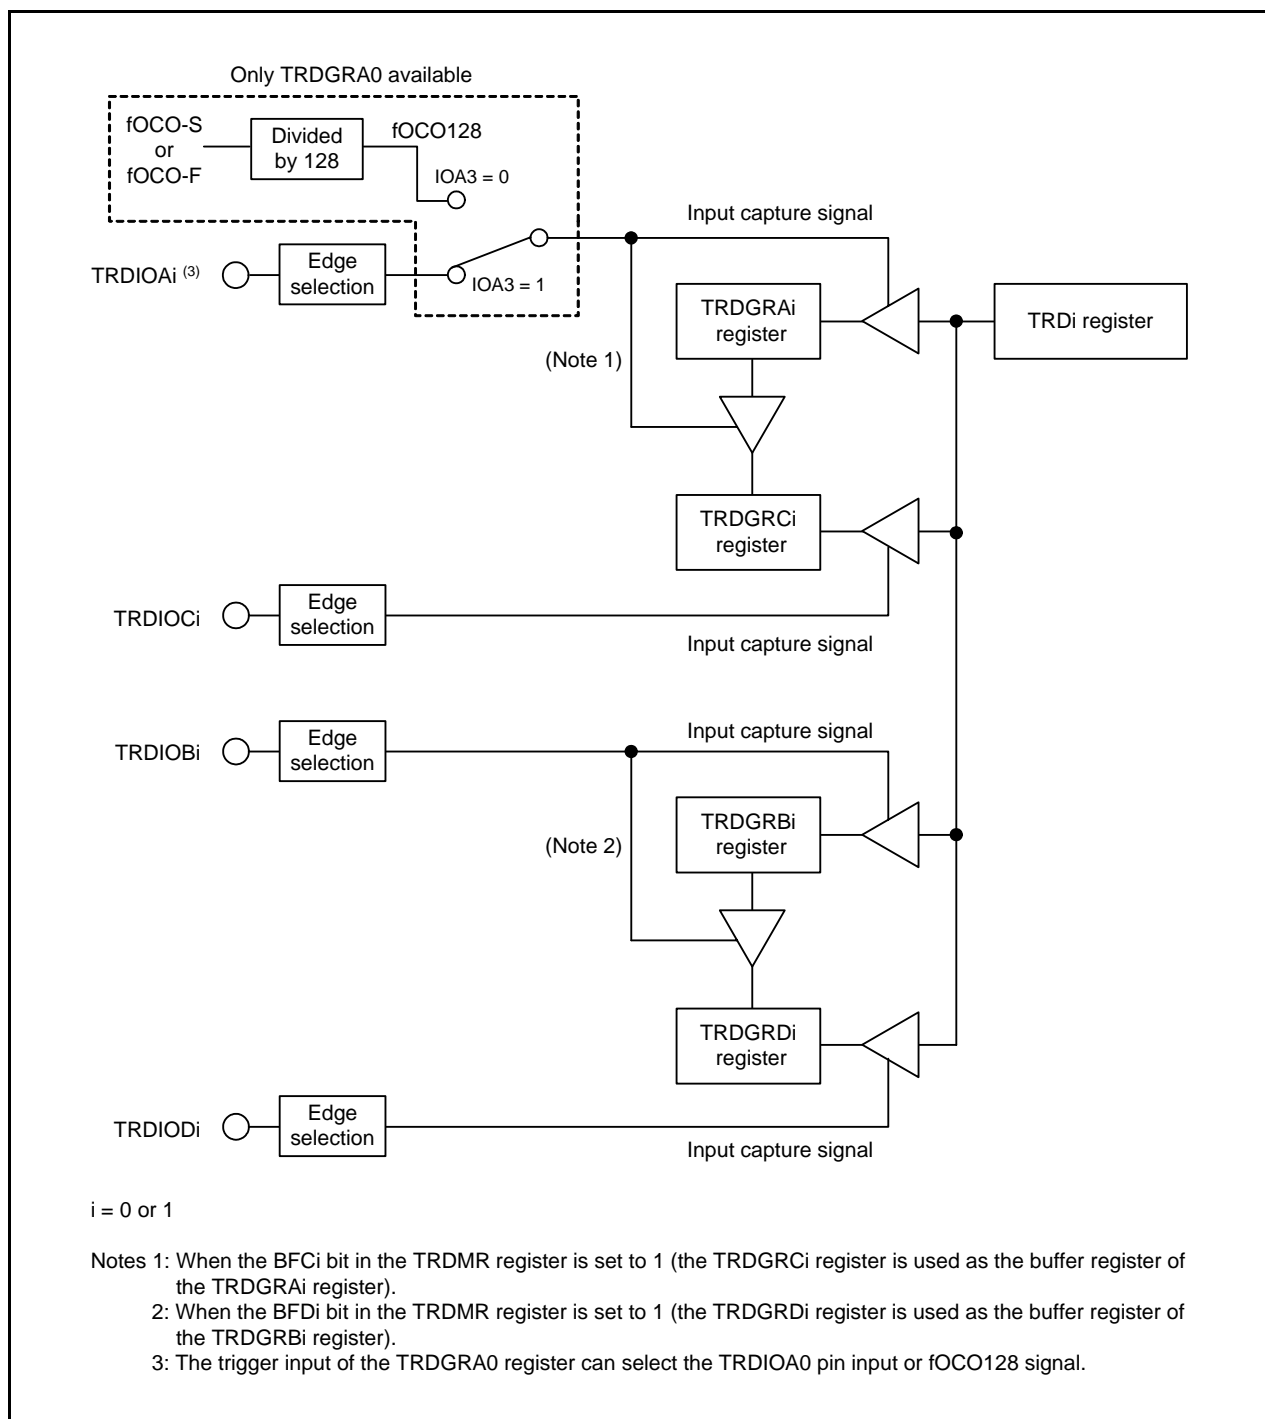 Only TRDGRA0 available
fOCO-S
or
fOCO-F
Divided
by 128
fOCO128
IOA3 = 0
Input capture signal
TRDIOAi (3)
Edge
selection
IOA3 = 1
TRDGRAi
register
TRDi register
(Note 1)
TRDGRCi
register
TRDIOCi
Edge
selection
Input capture signal
TRDIOBi
Edge
selection
Input capture signal
TRDGRBi
register
(Note 2)
TRDGRDi
register
TRDIODi
Edge
selection
Input capture signal
i = 0 or 1
Notes 1: When the BFCi bit in the TRDMR register is set to 1 (the TRDGRCi register is used as the buffer register of
the TRDGRAi register).
2: When the BFDi bit in the TRDMR register is set to 1 (the TRDGRDi register is used as the buffer register of
the TRDGRBi register).
3: The trigger input of the TRDGRA0 register can select the TRDIOA0 pin input or fOCO128 signal.